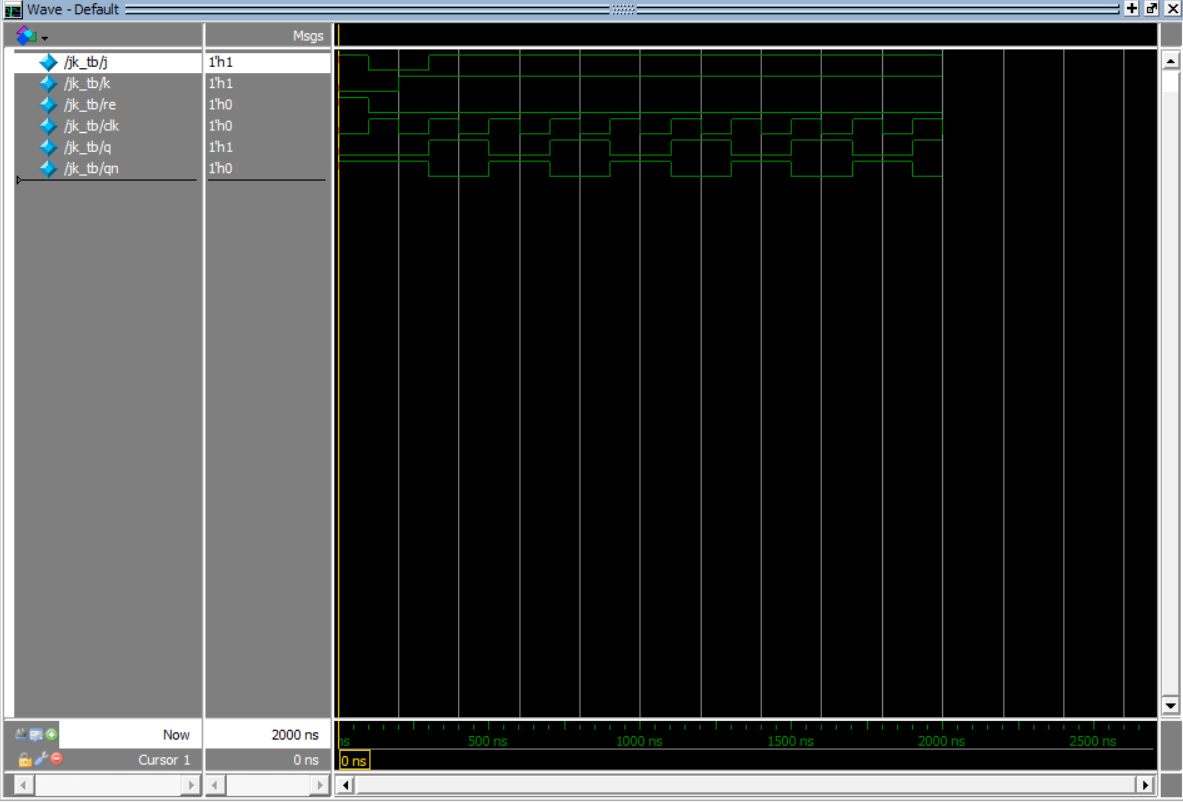 Wave - Default
Msgs
/jk_tb/j 1'h1
/jk_tb/k 1'h1
/jk_tb/re 1'h0
/jk_tb/clk 1'h0
/jk_tb/q 1'h1
/jk_tb/qn 1'h0
Now 2000 ns ns 500 ns 1000 ns 1500 ns 2000 ns 2500 ns
Cursor 1 0 ns 0 ns